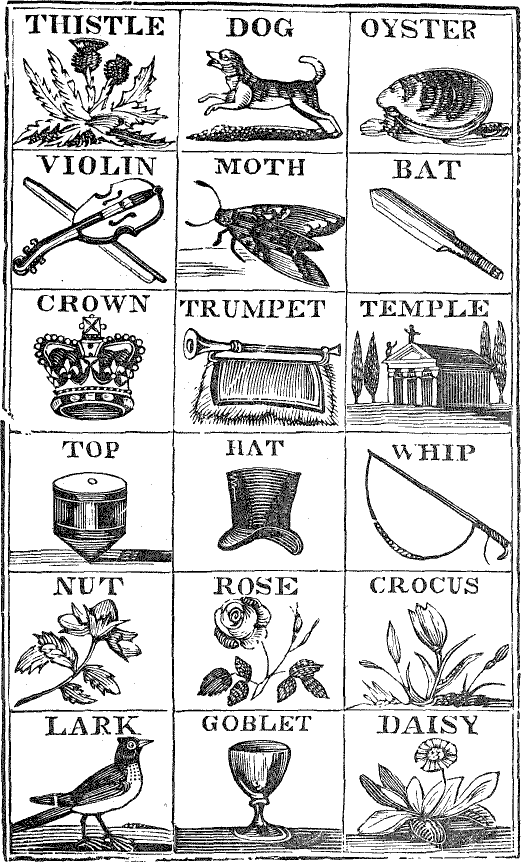 THISTLE DOG OYSTER
VIOLIN MOTH BAT
CROWN TRUMPET TEMPLE
TOP HAT WHIP
NUT ROSE CROCUS
LARK GOBLET DAISY